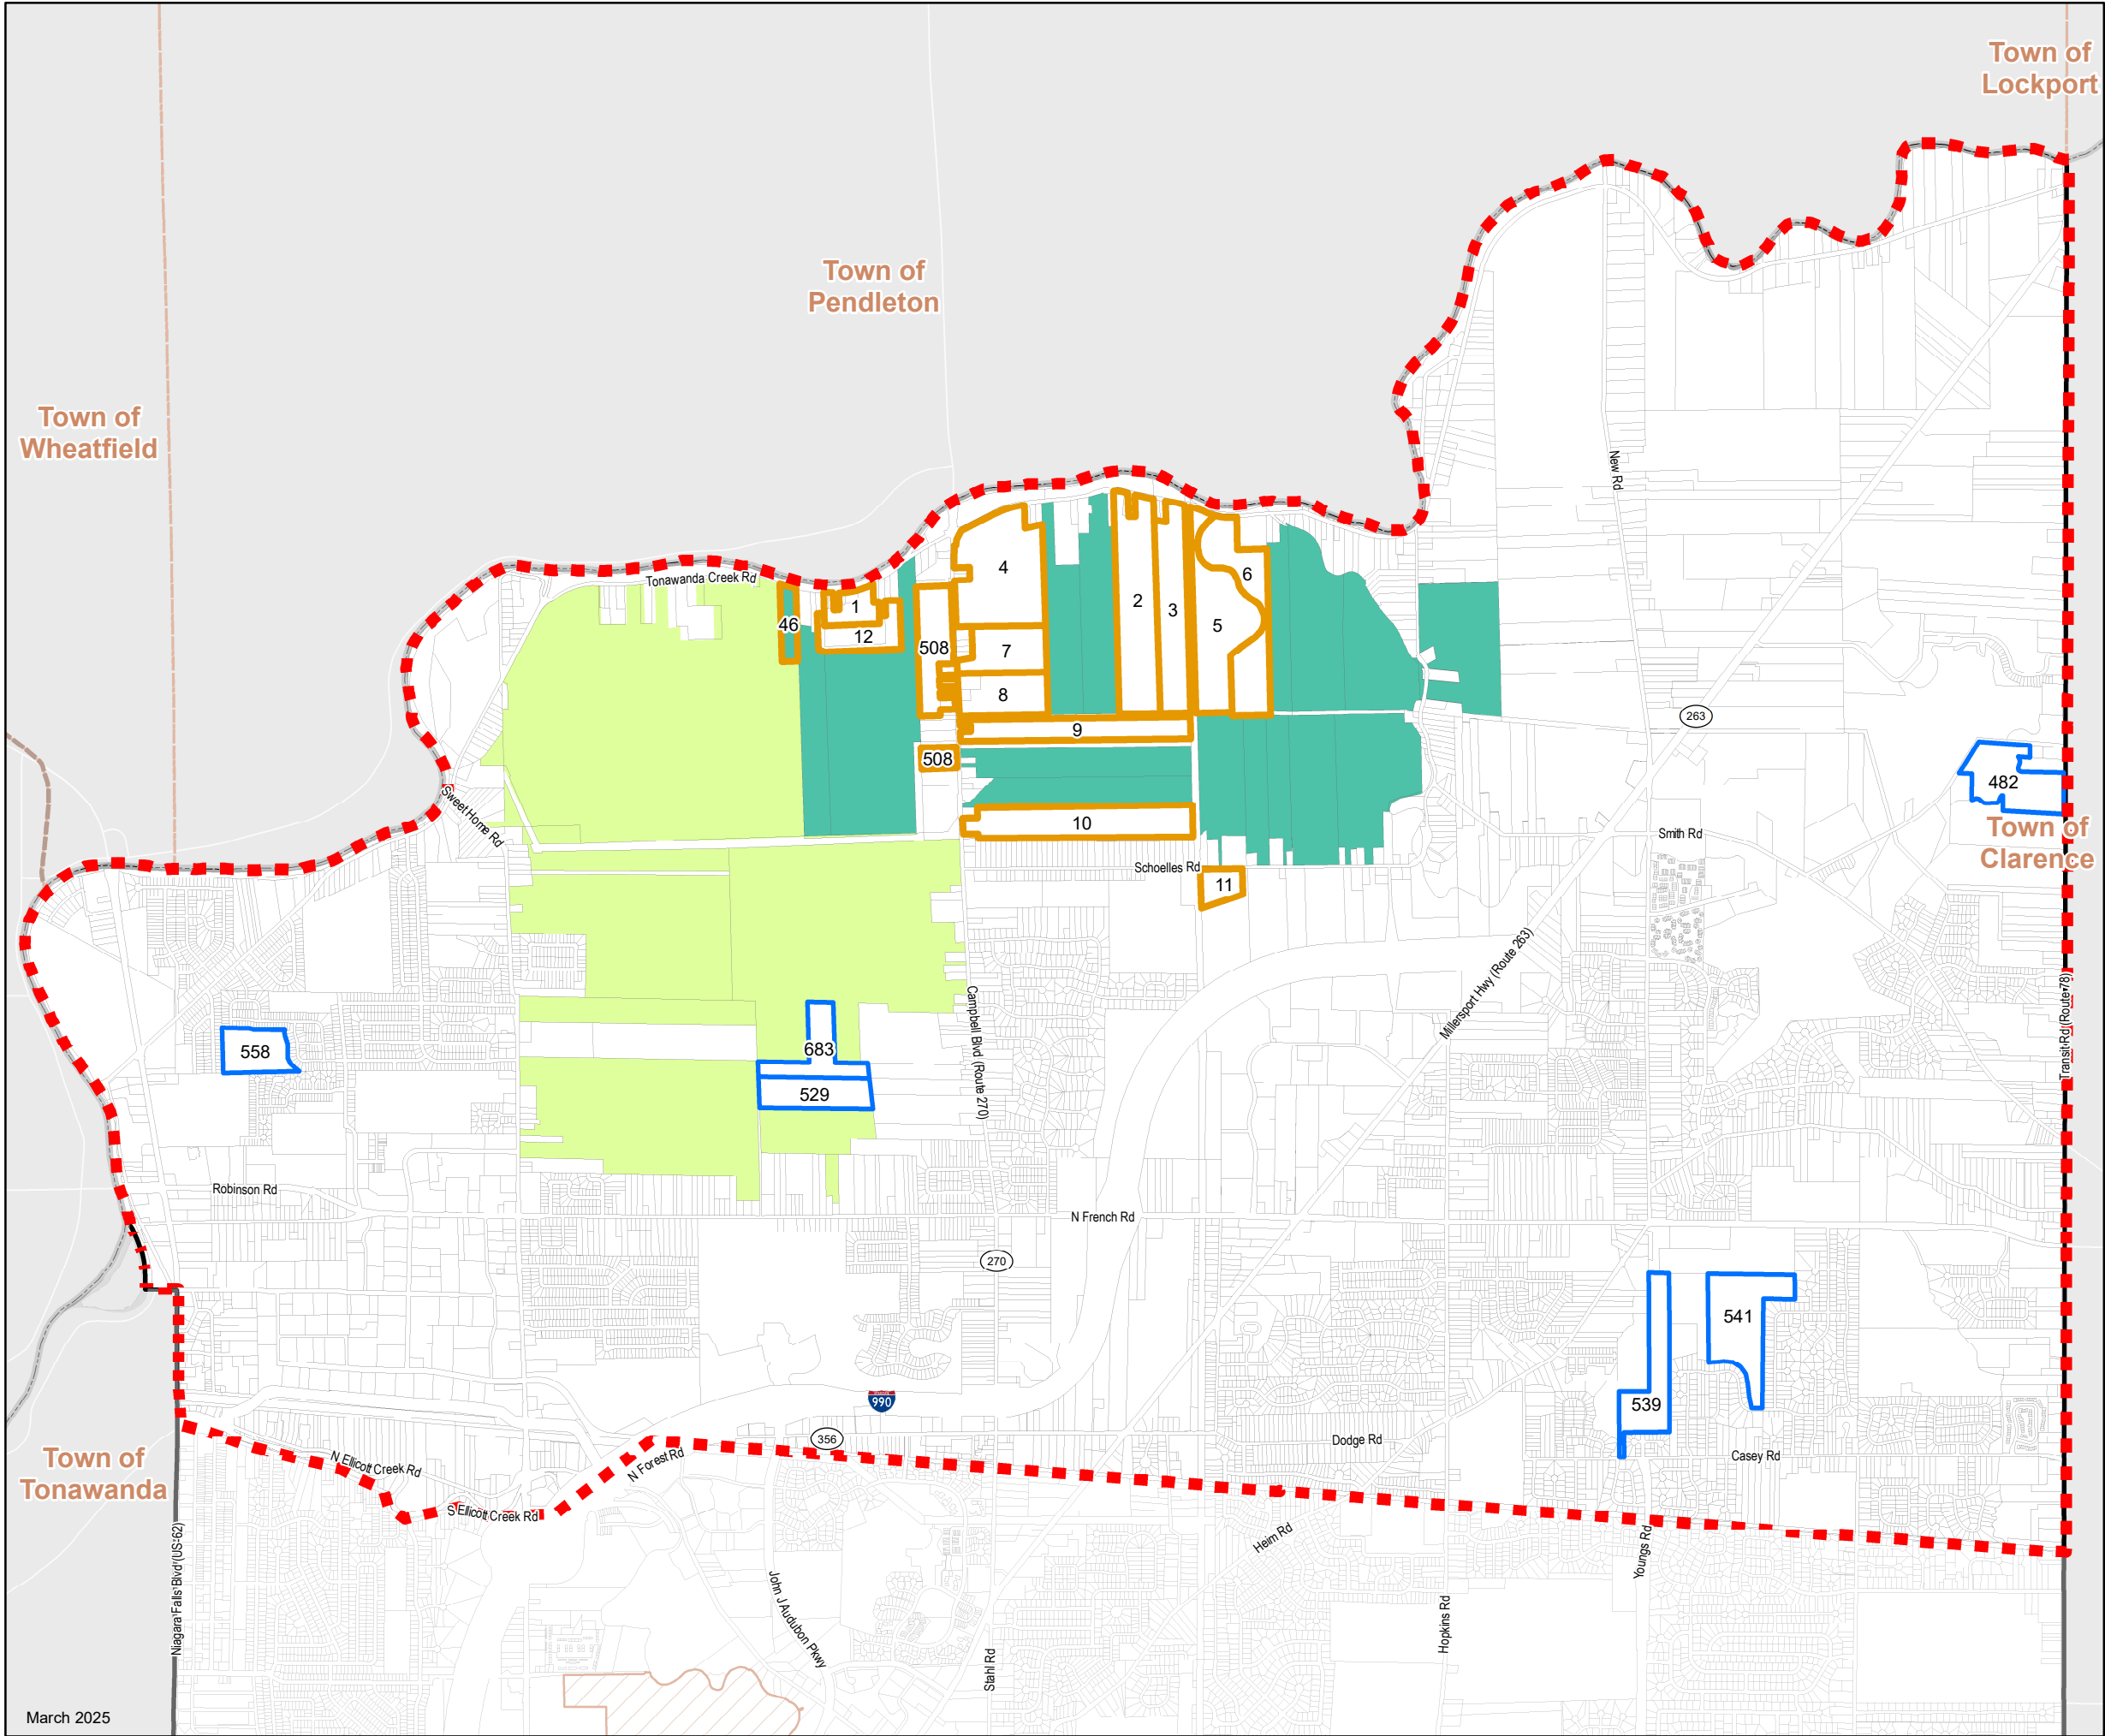 Town of
Lockport
Town of
Pendleton
Town of
Wheatfield
New Rd
Tonawanda Creek Rd
4
6
46
1
2
3
5
12
508
7
8
263
9
508
482
Sweet Home Rd
10
Smith Rd
Town of
Clarence
Schoelles Rd
11
Millersport Hwy (Route 263)
Transit Rd (Route 78)
Campbell Blvd (Route 270)
558
683
529
Robinson Rd
N French Rd
270
541
990
539
356
Dodge Rd
Casey Rd
N Forest Rd
N Ellicott Creek Rd
Town of
Tonawanda
S Ellicott Creek Rd
Heim Rd
Youngs Rd
Niagara Falls Blvd (US 62)
John J Audubon Pkwy
Hopkins Rd
Stahl Rd
March 2025